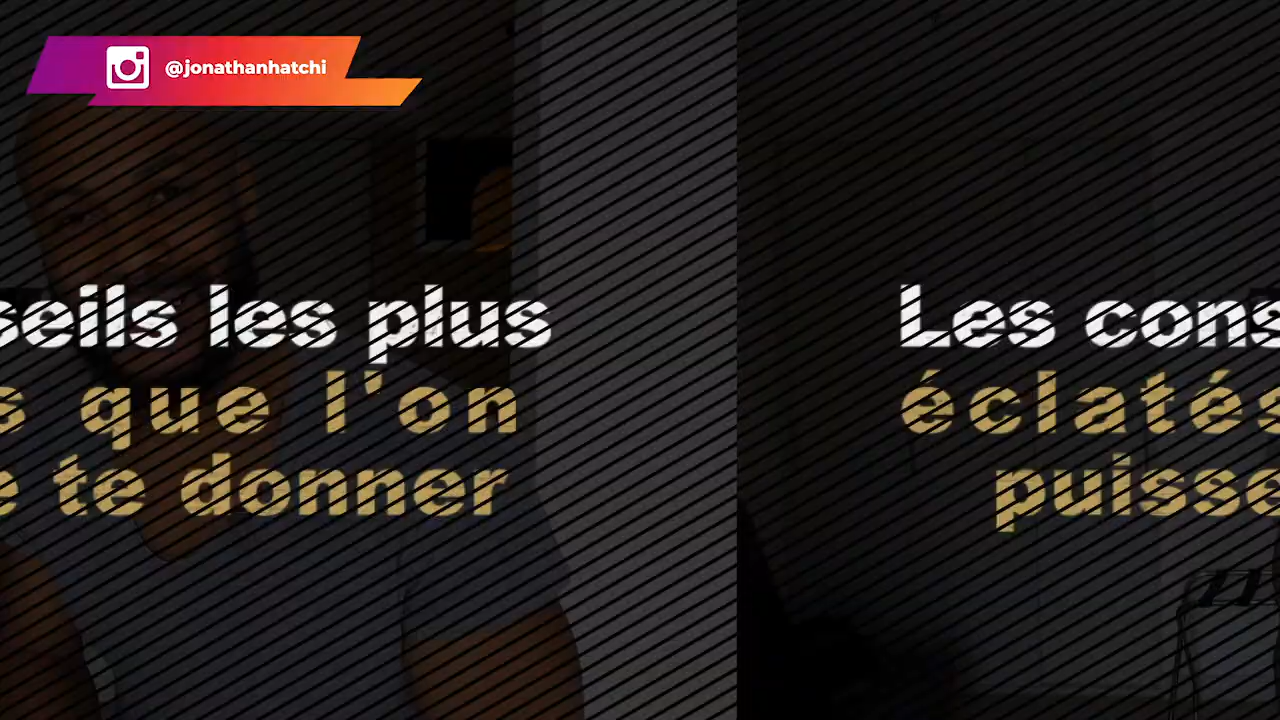 @jonathanhatchi
seils les plus
s que l'on
e te donner
Les cons
éclatés
puisse